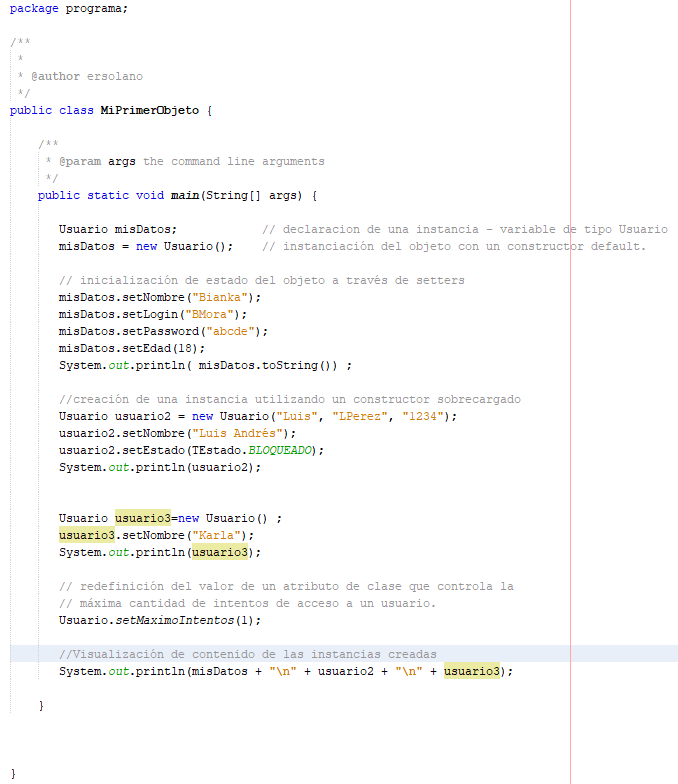 package programa;
/**
 *
 * @author ersolano
 */
public class MiPrimerObjeto {
/**
 * @param args the command line arguments
 */
public static void main(String[] args) {
Usuario misDatos;            // declaracion de una instancia - variable de tipo Usuario
misDatos = new Usuario();    // instanciación del objeto con un constructor default.
// inicialización de estado del objeto a través de setters
misDatos.setNombre("Bianka");
misDatos.setLogin("BMora");
misDatos.setPassword("abcde");
misDatos.setEdad(18);
System.out.println( misDatos.toString()) ;
//creación de una instancia utilizando un constructor sobrecargado
Usuario usuario2 = new Usuario("Luis", "LPerez", "1234");
usuario2.setNombre("Luis Andrés");
usuario2.setEstado(TEstado.BLOQUEADO);
System.out.println(usuario2);
Usuario usuario3=new Usuario() ;
usuario3.setNombre("Karla");
System.out.println(usuario3);
// redefinición del valor de un atributo de clase que controla la
// máxima cantidad de intentos de acceso a un usuario.
Usuario.setMaximoIntentos(1);
//Visualización de contenido de las instancias creadas
System.out.println(misDatos + "\n" + usuario2 + "\n" + usuario3);
}
}